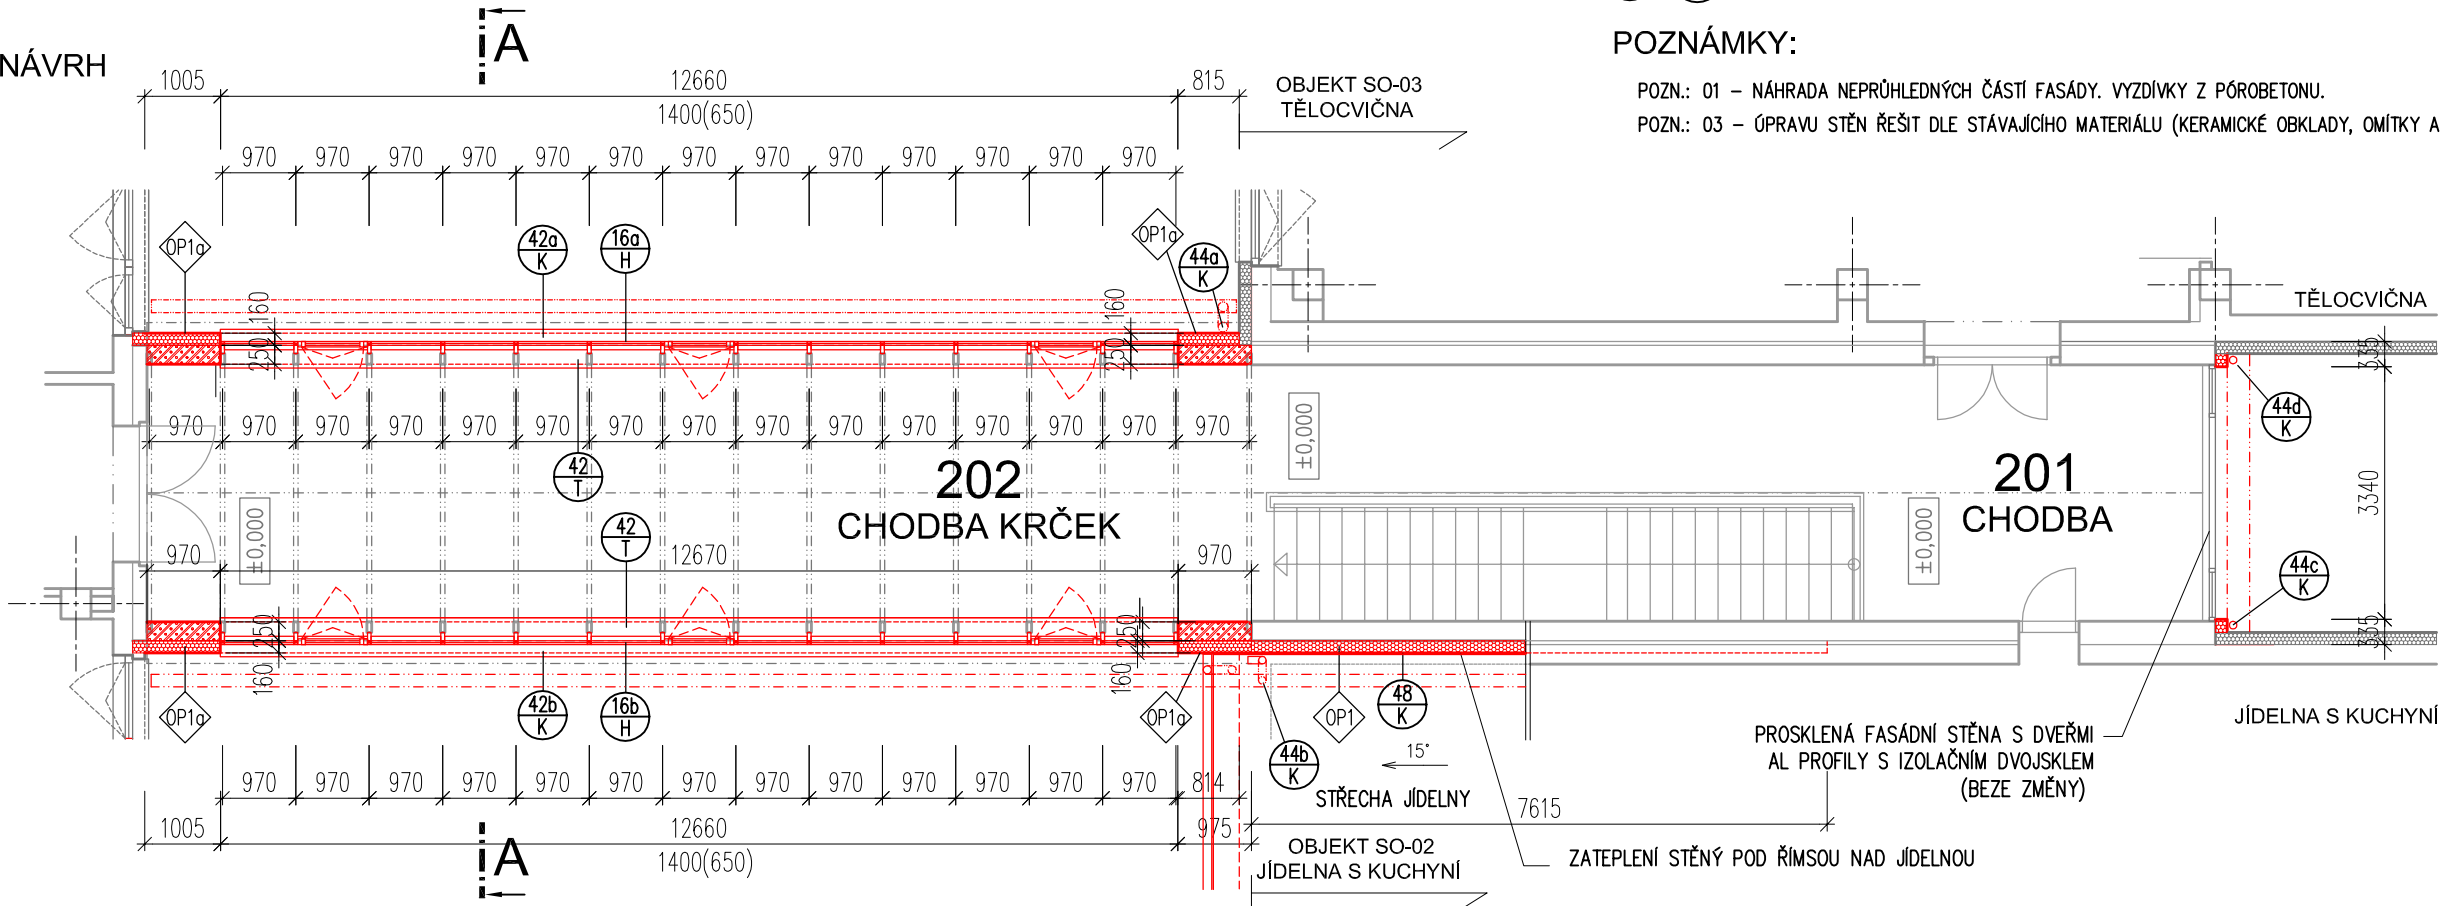 NÁVRH
A
1005
12660
1400(650)
815
OBJEKT SO-03
TĚLOCVIČNA
POZNÁMKY:
POZN.: 01 – NÁHRADA NEPRŮHLEDNÝCH ČÁSTÍ FASÁDY. VYZDÍVKY Z PÓROBETONU.
POZN.: 03 – ÚPRAVU STĚN ŘEŠIT DLE STÁVAJÍCÍHO MATERIÁLU (KERAMICKÉ OBKLADY, OMÍTKY A
970 970 970 970 970 970 970 970 970 970 970 970 970
OP1a
42a
K
16a
H
OP1a
44a
K
160
160
250
250
TĚLOCVIČNA
335
970 970 970 970 970 970 970 970 970 970 970 970 970 970 970
±0,000
44d
K
42
T
202
CHODBA KRČEK
201
CHODBA
3340
±0,000
±0,000
42
T
970
12670
970
44c
K
250
250
335
160
160
OP1a
42b
K
16b
H
OP1a
OP1
48
K
44b
K
15°
STŘECHA JÍDELNY
JÍDELNA S KUCHYNÍ
PROSKLENÁ FASÁDNÍ STĚNA S DVEŘMI
AL PROFILY S IZOLAČNÍM DVOJSKLEM
(BEZE ZMĚNY)
970 970 970 970 970 970 970 970 970 970 970 970 970 814
7615
1005
12660
1400(650)
975
A
OBJEKT SO-02
JÍDELNA S KUCHYNÍ
ZATEPLENÍ STĚNÝ POD ŘÍMSOU NAD JÍDELNOU